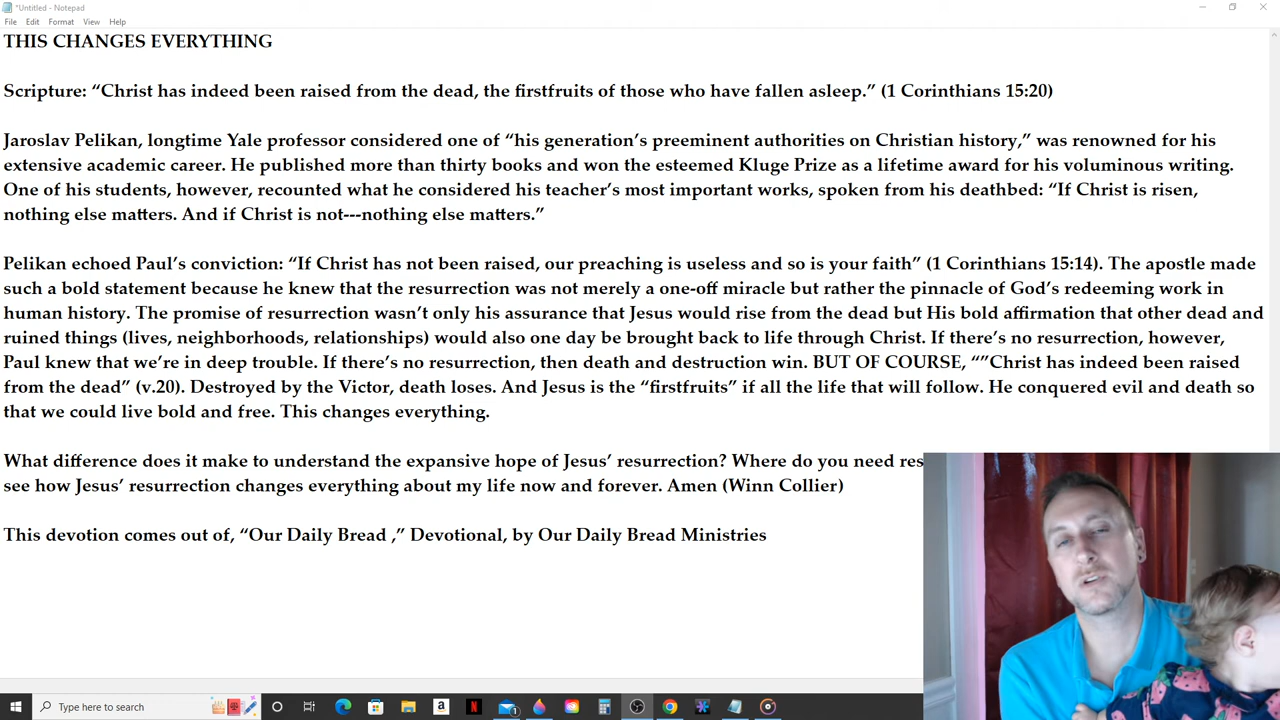 *Untitled - Notepad
File Edit Format View Help
THIS CHANGES EVERYTHING
Scripture: “Christ has indeed been raised from the dead, the firstfruits of those who have fallen asleep.” (1 Corinthians 15:20)
Jaroslav Pelikan, longtime Yale professor considered one of “his generation’s preeminent authorities on Christian history,” was renowned for his
extensive academic career. He published more than thirty books and won the esteemed Kluge Prize as a lifetime award for his voluminous writing.
One of his students, however, recounted what he considered his teacher’s most important works, spoken from his deathbed: “If Christ is risen,
nothing else matters. And if Christ is not---nothing else matters.”
Pelikan echoed Paul’s conviction: “If Christ has not been raised, our preaching is useless and so is your faith” (1 Corinthians 15:14). The apostle made
such a bold statement because he knew that the resurrection was not merely a one-off miracle but rather the pinnacle of God’s redeeming work in
human history. The promise of resurrection wasn’t only his assurance that Jesus would rise from the dead but His bold affirmation that other dead and
ruined things (lives, neighborhoods, relationships) would also one day be brought back to life through Christ. If there’s no resurrection, however,
Paul knew that we’re in deep trouble. If there’s no resurrection, then death and destruction win. BUT OF COURSE, “”Christ has indeed been raised
from the dead” (v.20). Destroyed by the Victor, death loses. And Jesus is the “firstfruits” if all the life that will follow. He conquered evil and death so
that we could live bold and free. This changes everything.
What difference does it make to understand the expansive hope of Jesus’ resurrection? Where do you need
see how Jesus’ resurrection changes everything about my life now and forever. Amen (Winn Collier)
This devotion comes out of, “Our Daily Bread ,” Devotional, by Our Daily Bread Ministries
Type here to search